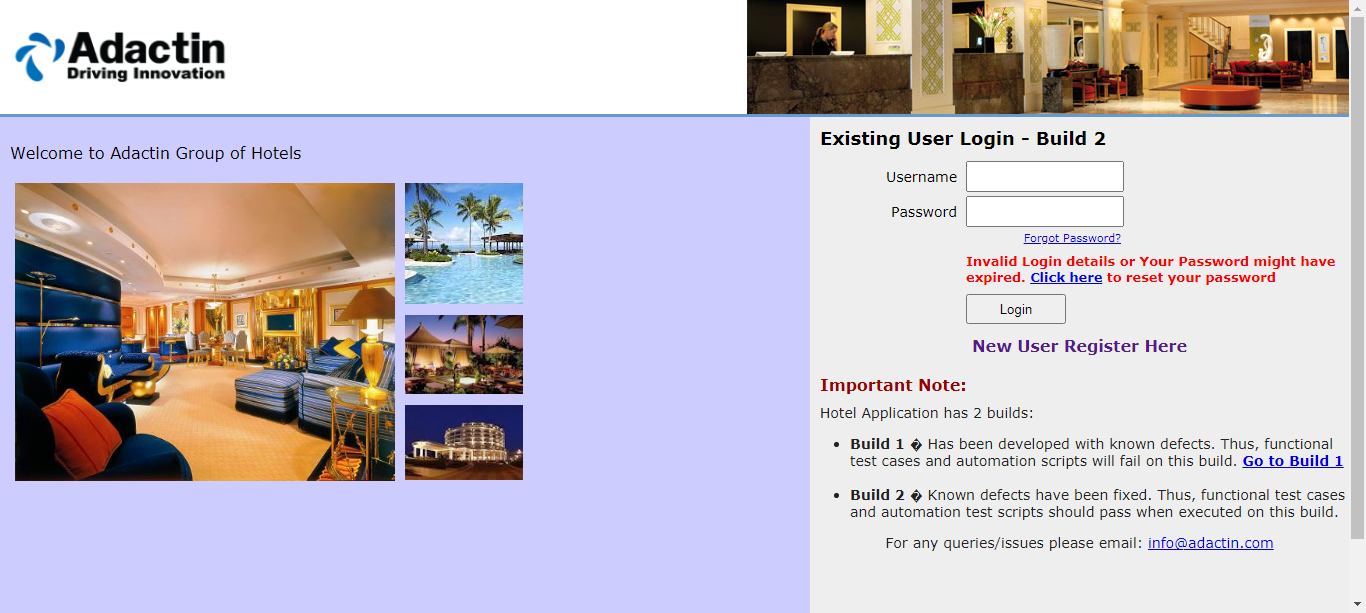 Adactin
Driving Innovation
Welcome to Adactin Group of Hotels
Existing User Login - Build 2
Username
Password
Forgot Password?
Invalid Login details or Your Password might have
expired. Click here to reset your password
Login
New User Register Here
Important Note:
Hotel Application has 2 builds:
• Build 1 � Has been developed with known defects. Thus, functional
test cases and automation scripts will fail on this build. Go to Build 1
• Build 2 � Known defects have been fixed. Thus, functional test cases
and automation test scripts should pass when executed on this build.
For any queries/issues please email: info@adactin.com